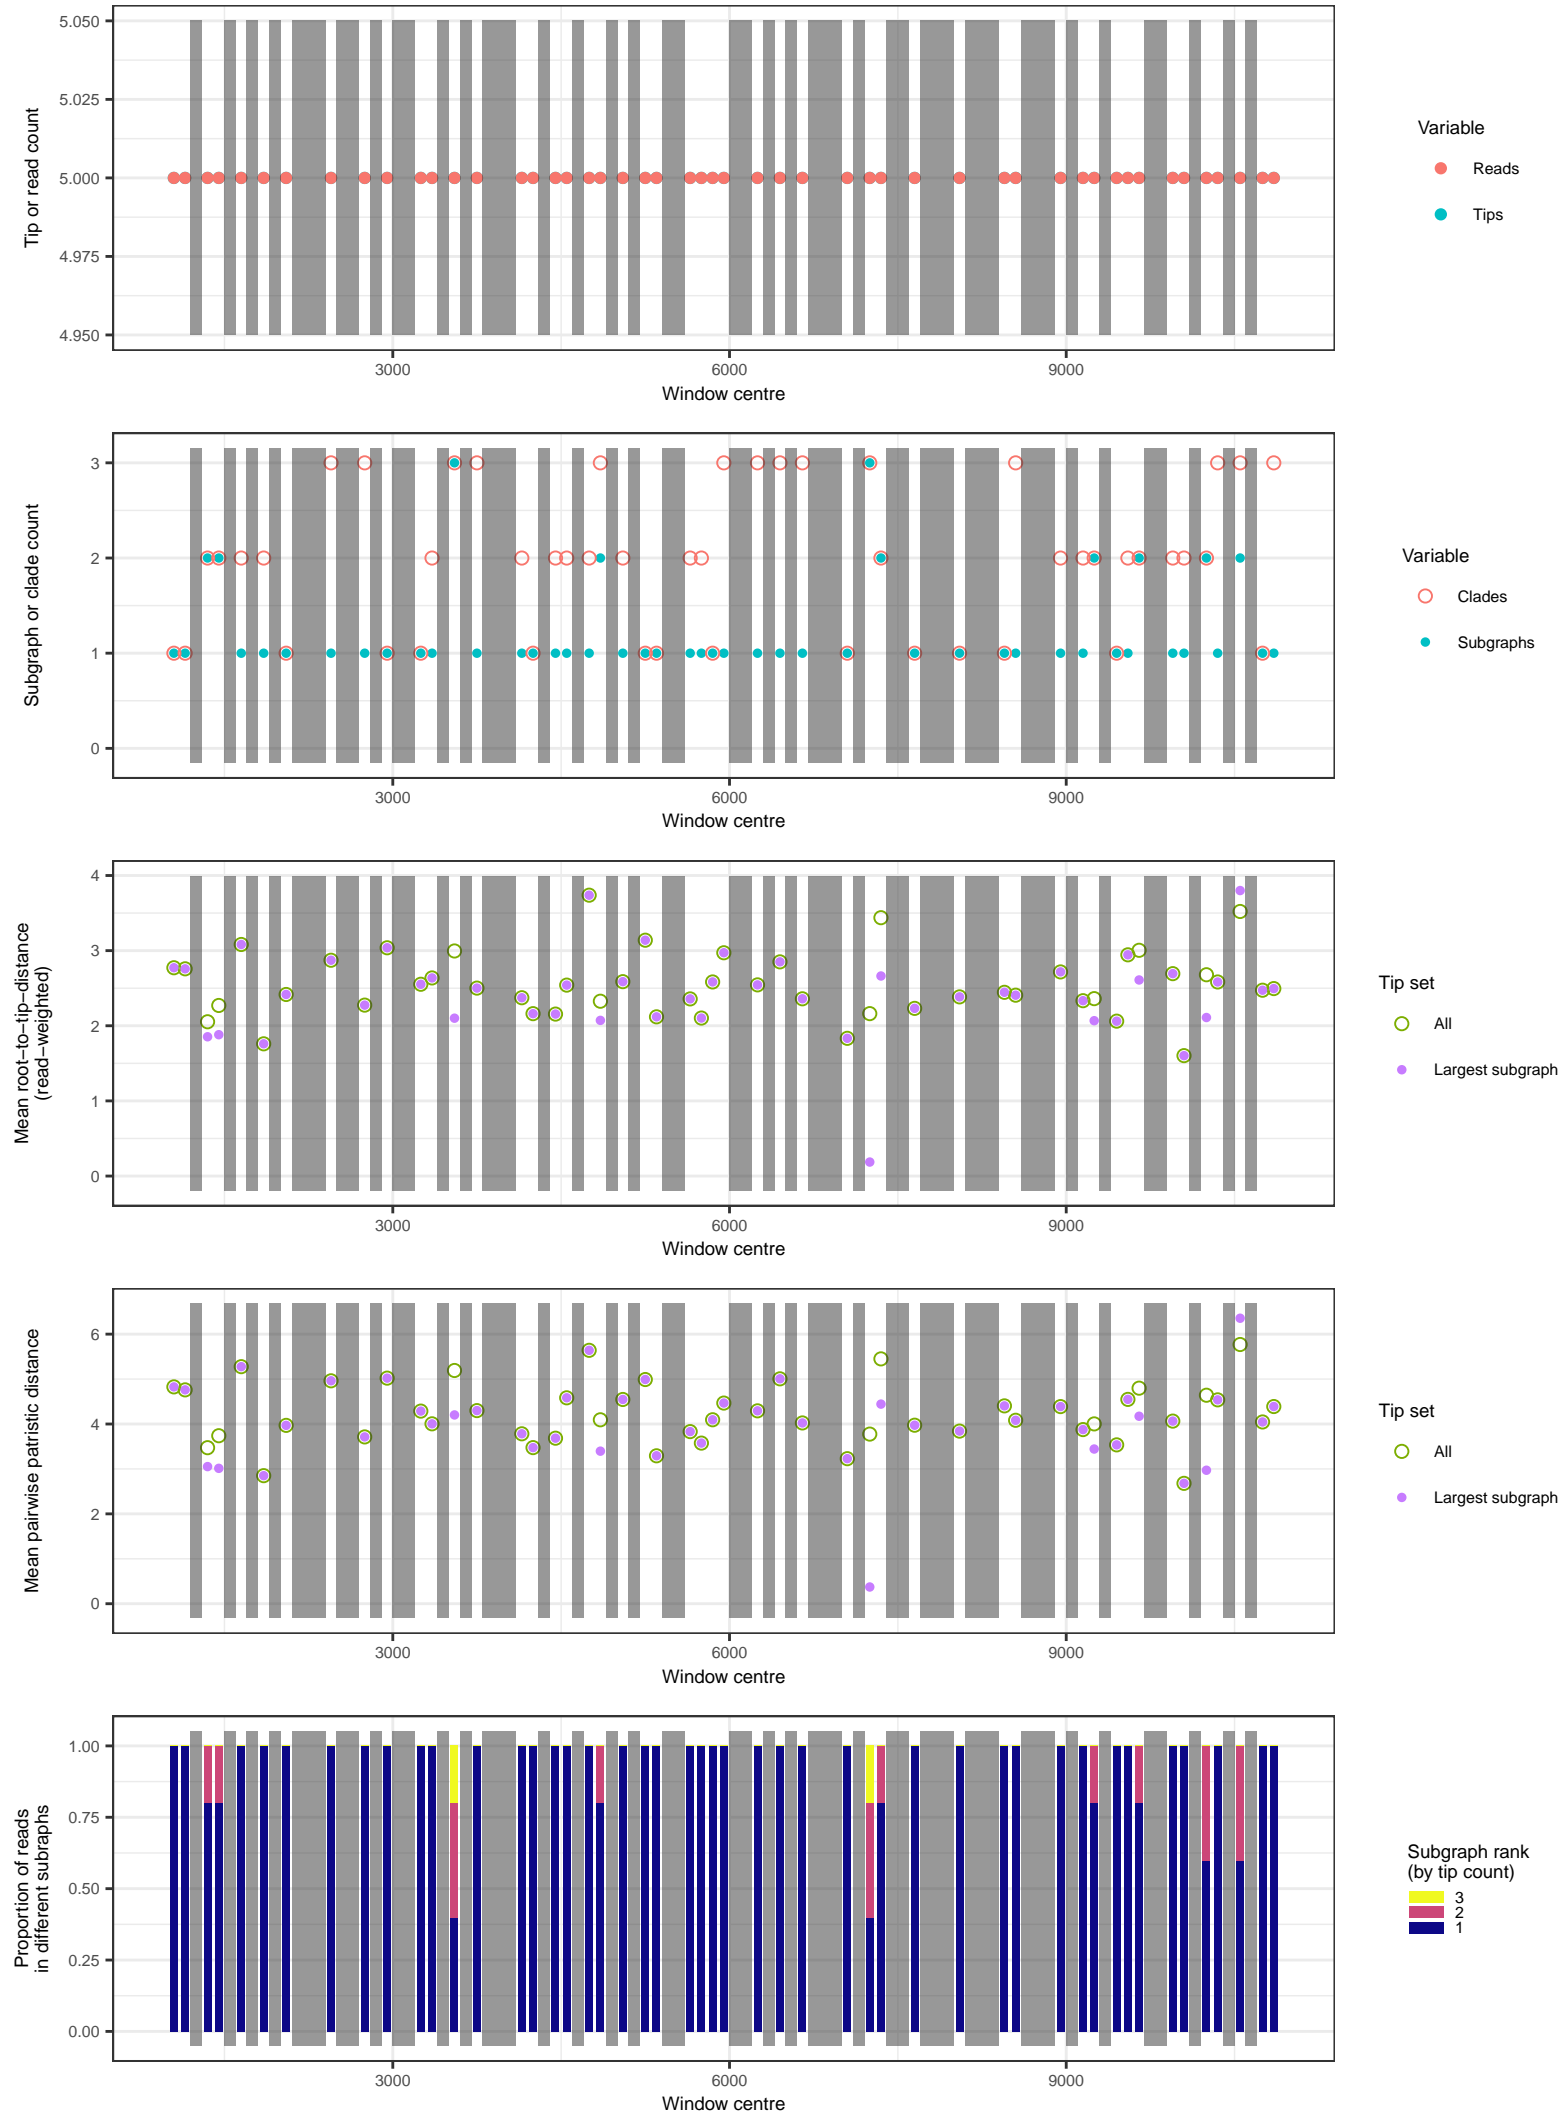 5.050
5.025
5.000
4.975
4.950
Tip or read count
3000
6000
9000
Window centre
Variable
Reads
Tips
3
2
1
0
Subgraph or clade count
3000
6000
9000
Window centre
Variable
Clades
Subgraphs
4
3
2
1
0
Mean root−to−tip−distance
(read−weighted)
3000
6000
9000
Window centre
Tip set
All
Largest subgraph
6
4
2
0
Mean pairwise patristic distance
3000
6000
9000
Window centre
Tip set
All
Largest subgraph
1.00
0.75
0.50
0.25
0.00
Proportion of reads
in different subraphs
3000
6000
9000
Window centre
Subgraph rank
(by tip count)
3
2
1